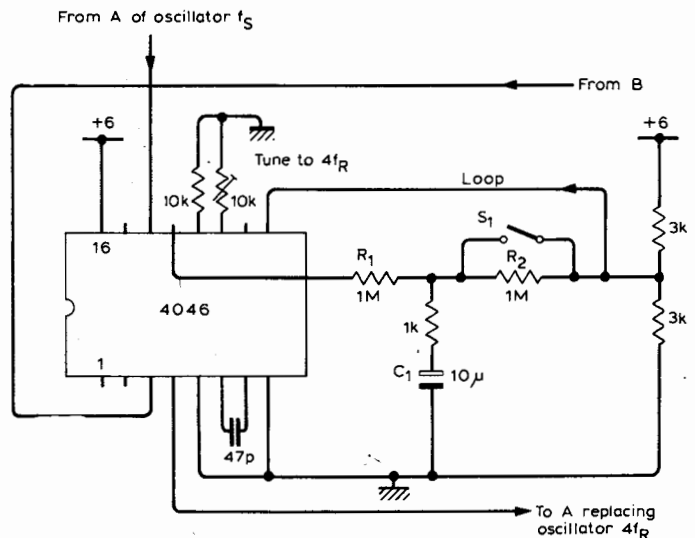 From A of oscillator fS
From B
+6
+6
Tune to 4fR
10k
10k
Loop
S1
3k
16
R1
R2
1M
1M
4046
1k
3k
1
C1
10μ
47p
To A replacing
oscillator 4fR